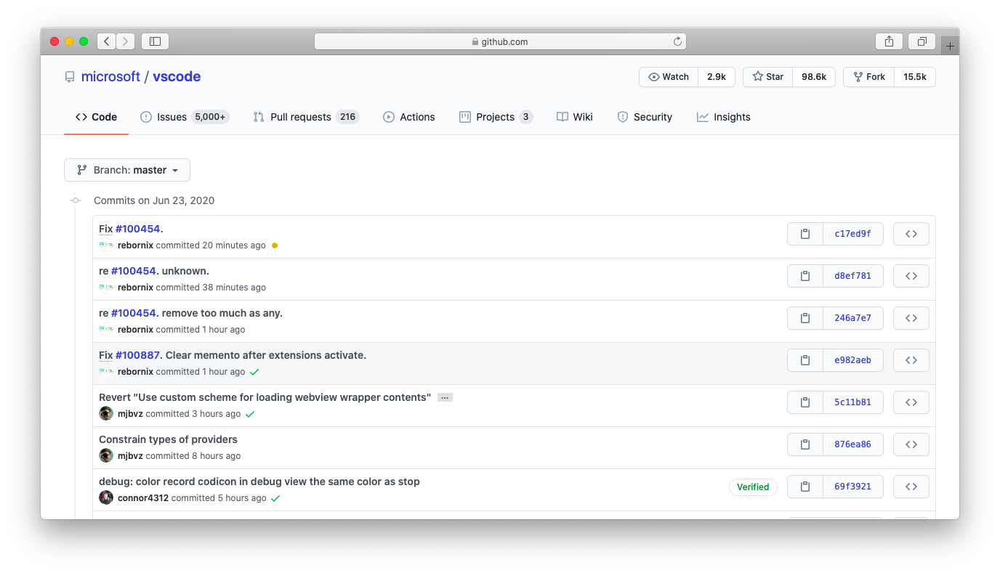 github.com
microsoft / vscode
Watch 2.9k Star 98.6k Fork 15.5k
Code Issues 5,000+ Pull requests 216 Actions Projects 3 Wiki Security Insights
Branch: master
Commits on Jun 23, 2020
Fix #100454.
rebornix committed 20 minutes ago
c17ed9f
re #100454. unknown.
rebornix committed 38 minutes ago
d8ef781
re #100454. remove too much as any.
rebornix committed 1 hour ago
246a7e7
Fix #100887. Clear memento after extensions activate.
rebornix committed 1 hour ago
e982aeb
Revert "Use custom scheme for loading webview wrapper contents" …
mjbvz committed 3 hours ago
5c11b81
Constrain types of providers
mjbvz committed 8 hours ago
876ea86
debug: color record codicon in debug view the same color as stop
connor4312 committed 5 hours ago
Verified 69f3921